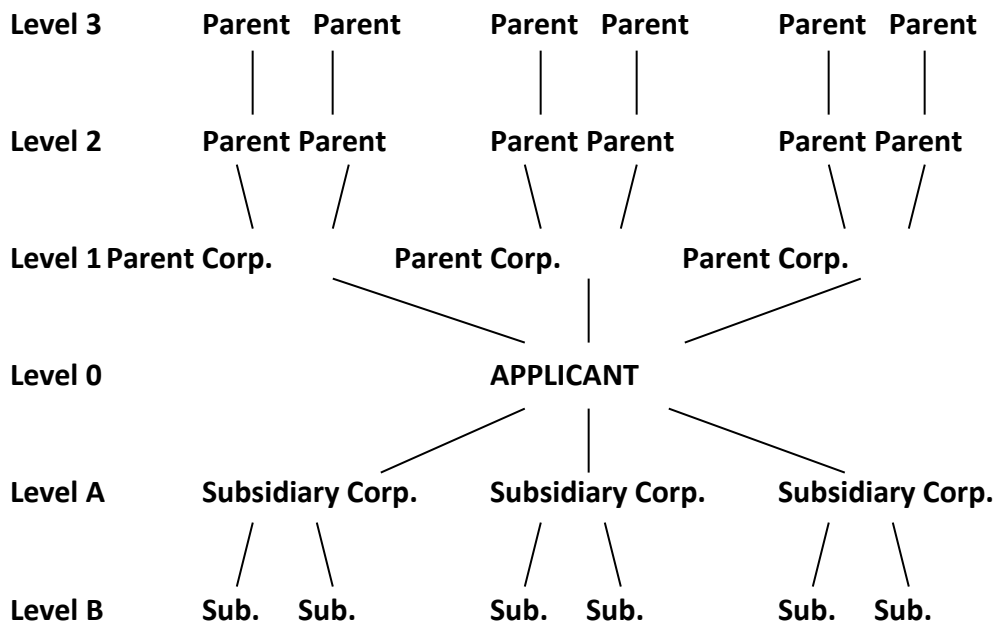 Level 3 Parent Parent Parent Parent Parent Parent
Level 2 Parent Parent Parent Parent Parent Parent
Level 1 Parent Corp. Parent Corp. Parent Corp.
Level 0 APPLICANT
Level A Subsidiary Corp. Subsidiary Corp. Subsidiary Corp.
Level B Sub. Sub. Sub. Sub. Sub. Sub.